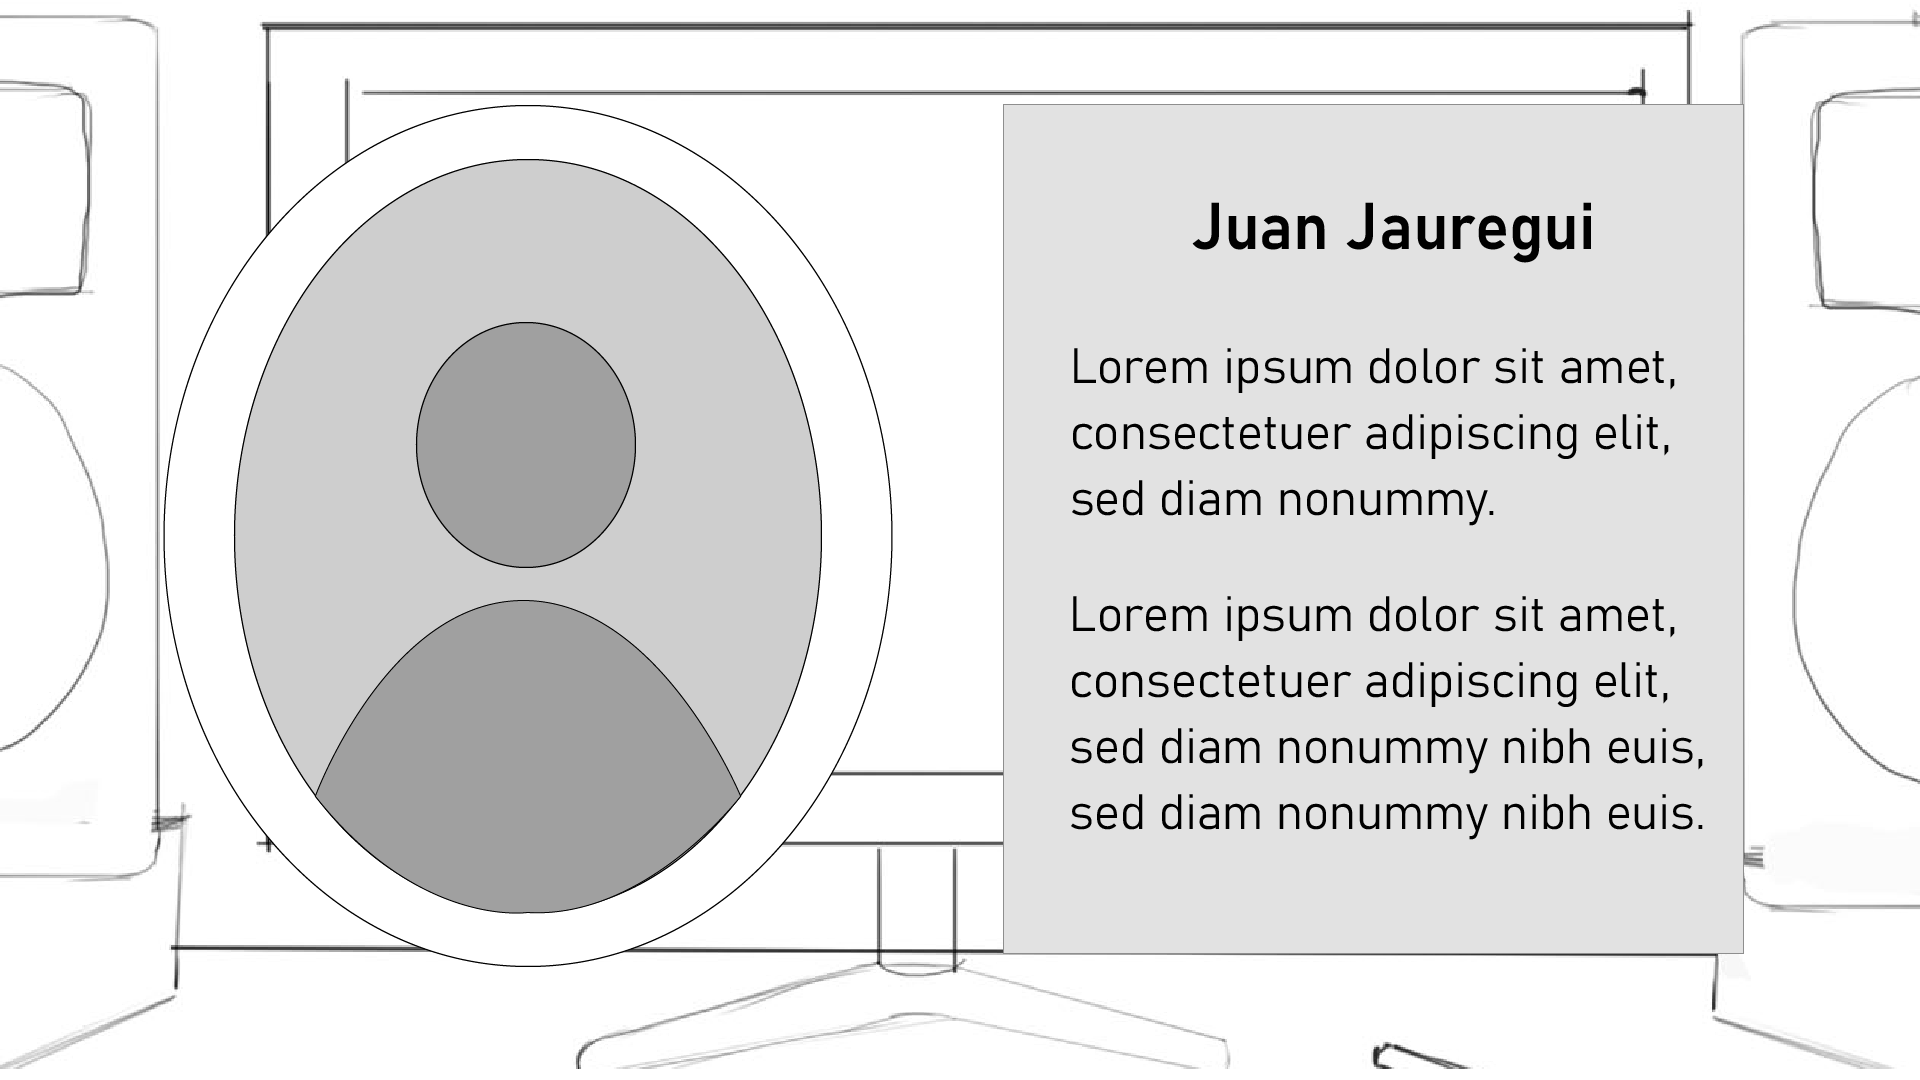 Juan Jauregui
Lorem ipsum dolor sit amet,
consectetuer adipiscing elit,
sed diam nonummy.
Lorem ipsum dolor sit amet,
consectetuer adipiscing elit,
sed diam nonummy nibh euis,
sed diam nonummy nibh euis.